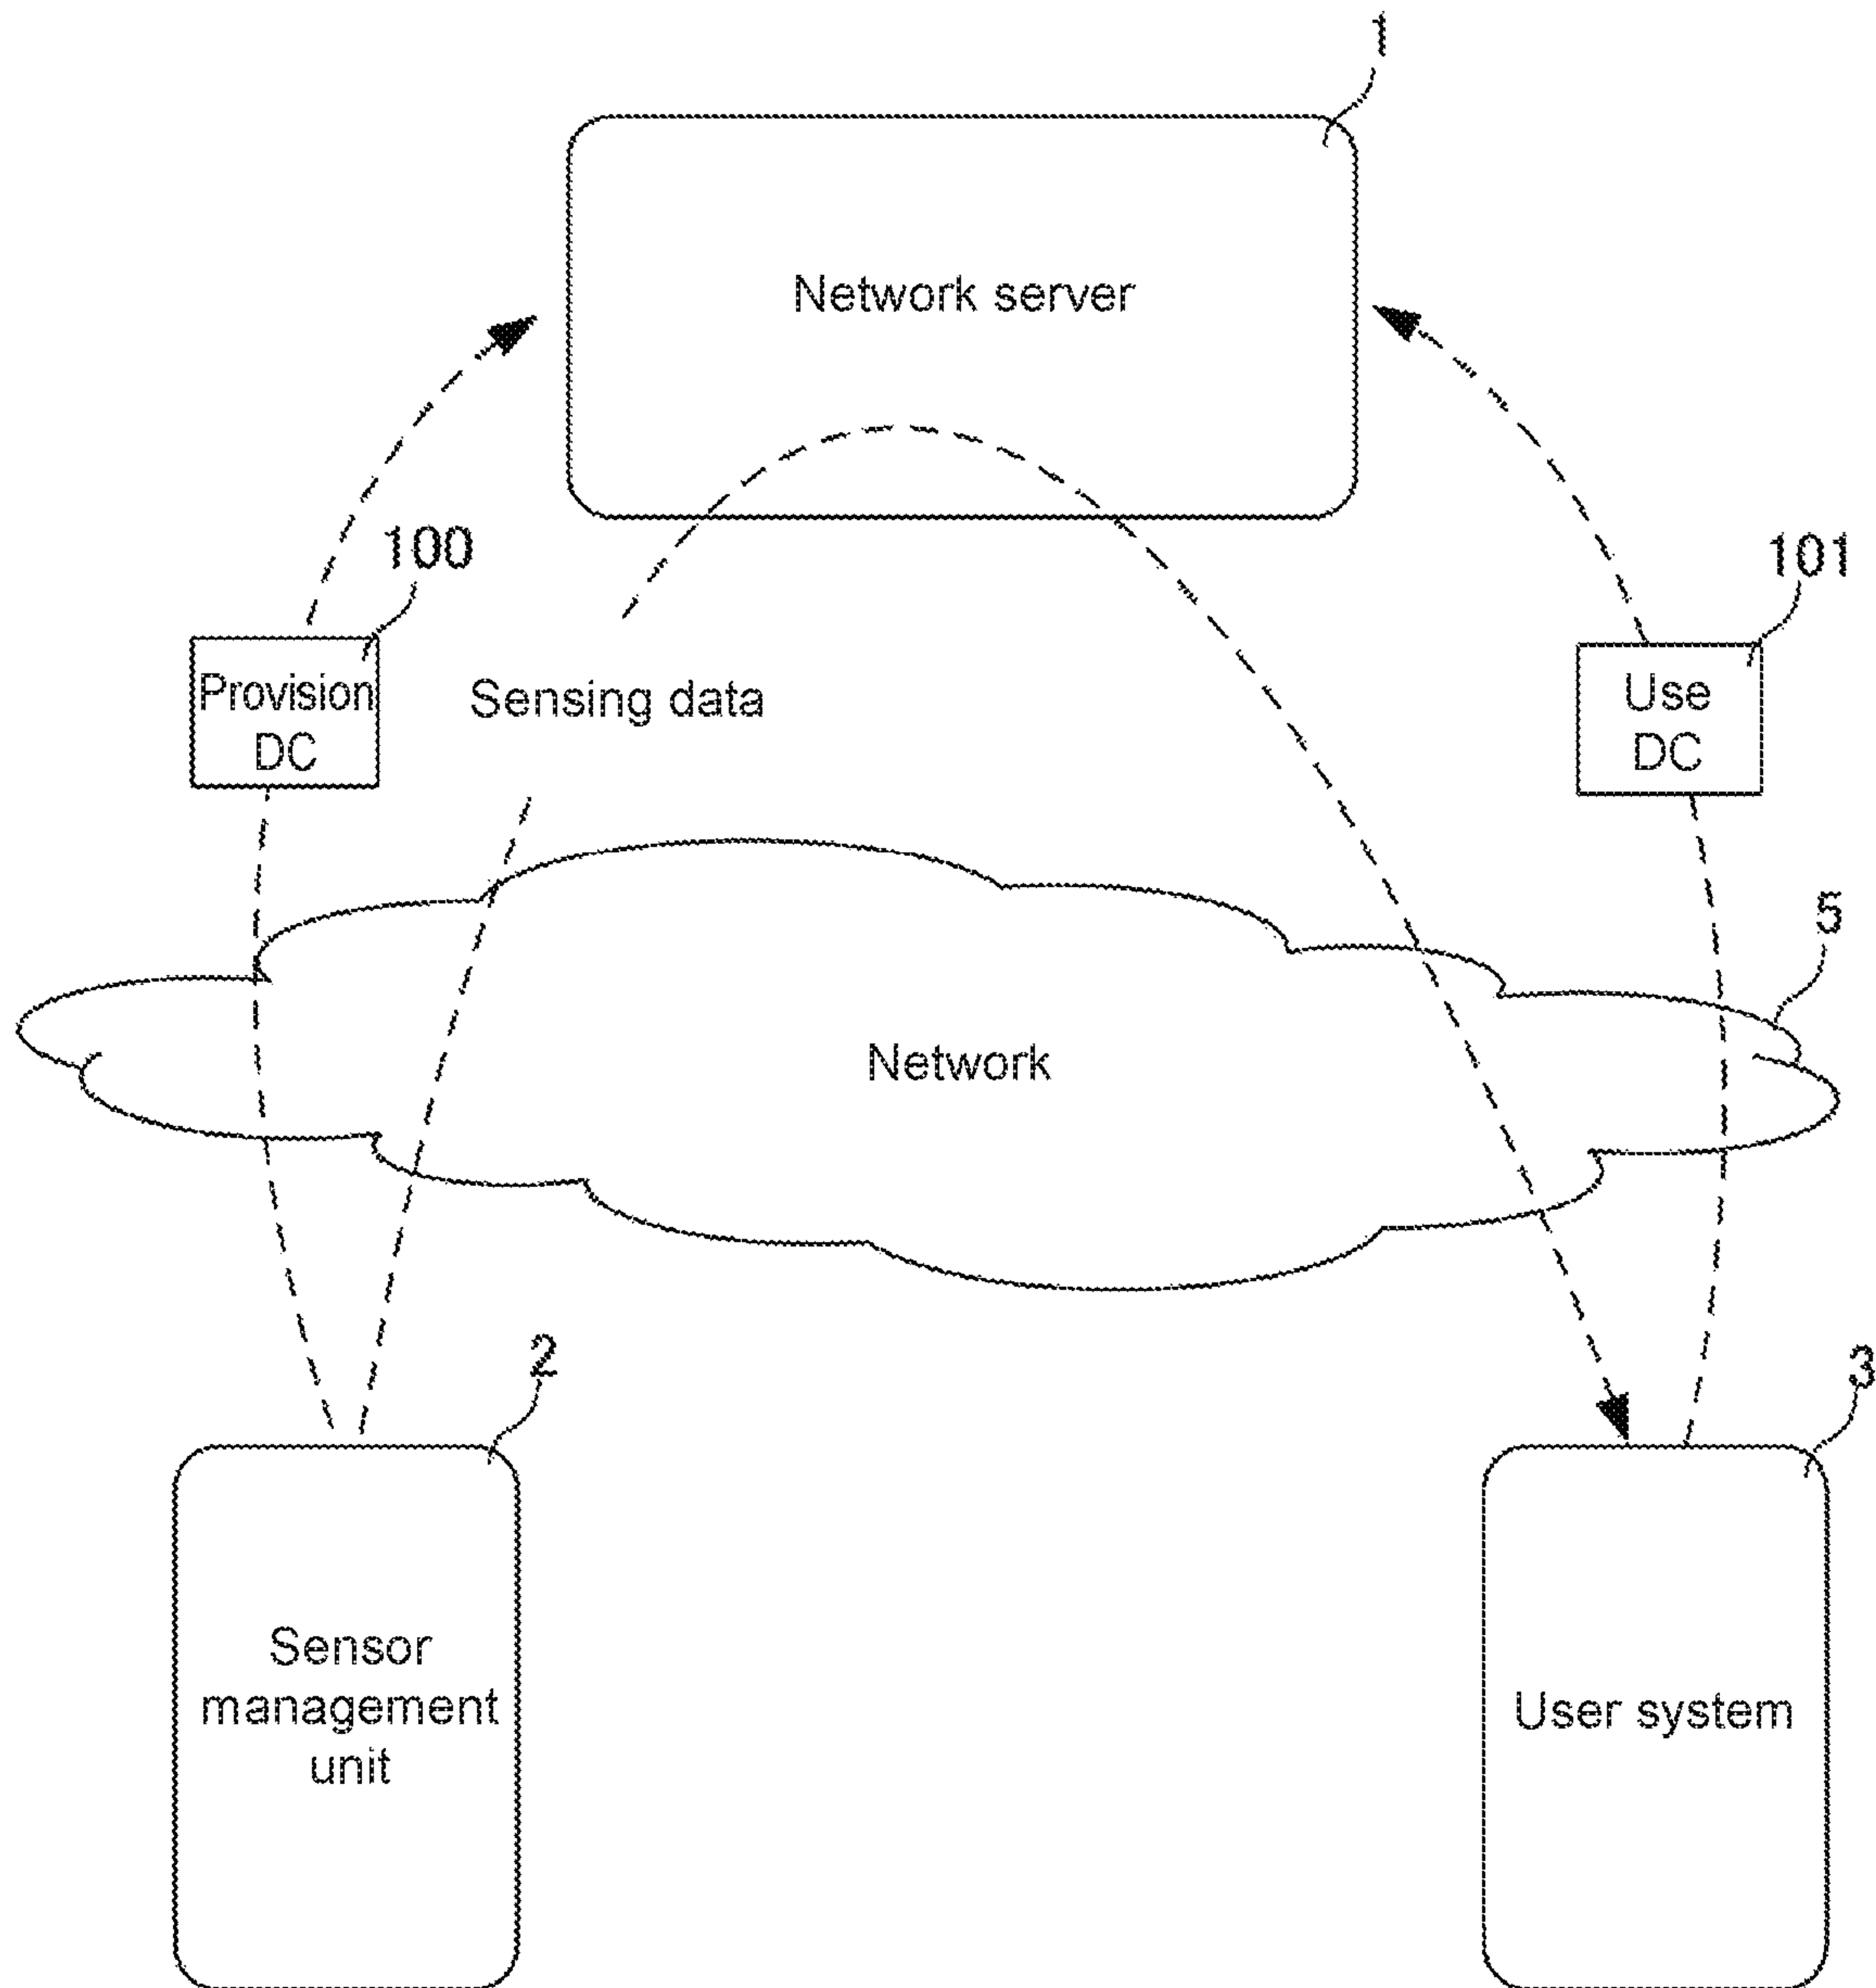 1
Network server
100
101
Provision
DC
Sensing data
Use
DC
5
Network
2
3
Sensor
management
unit
User system